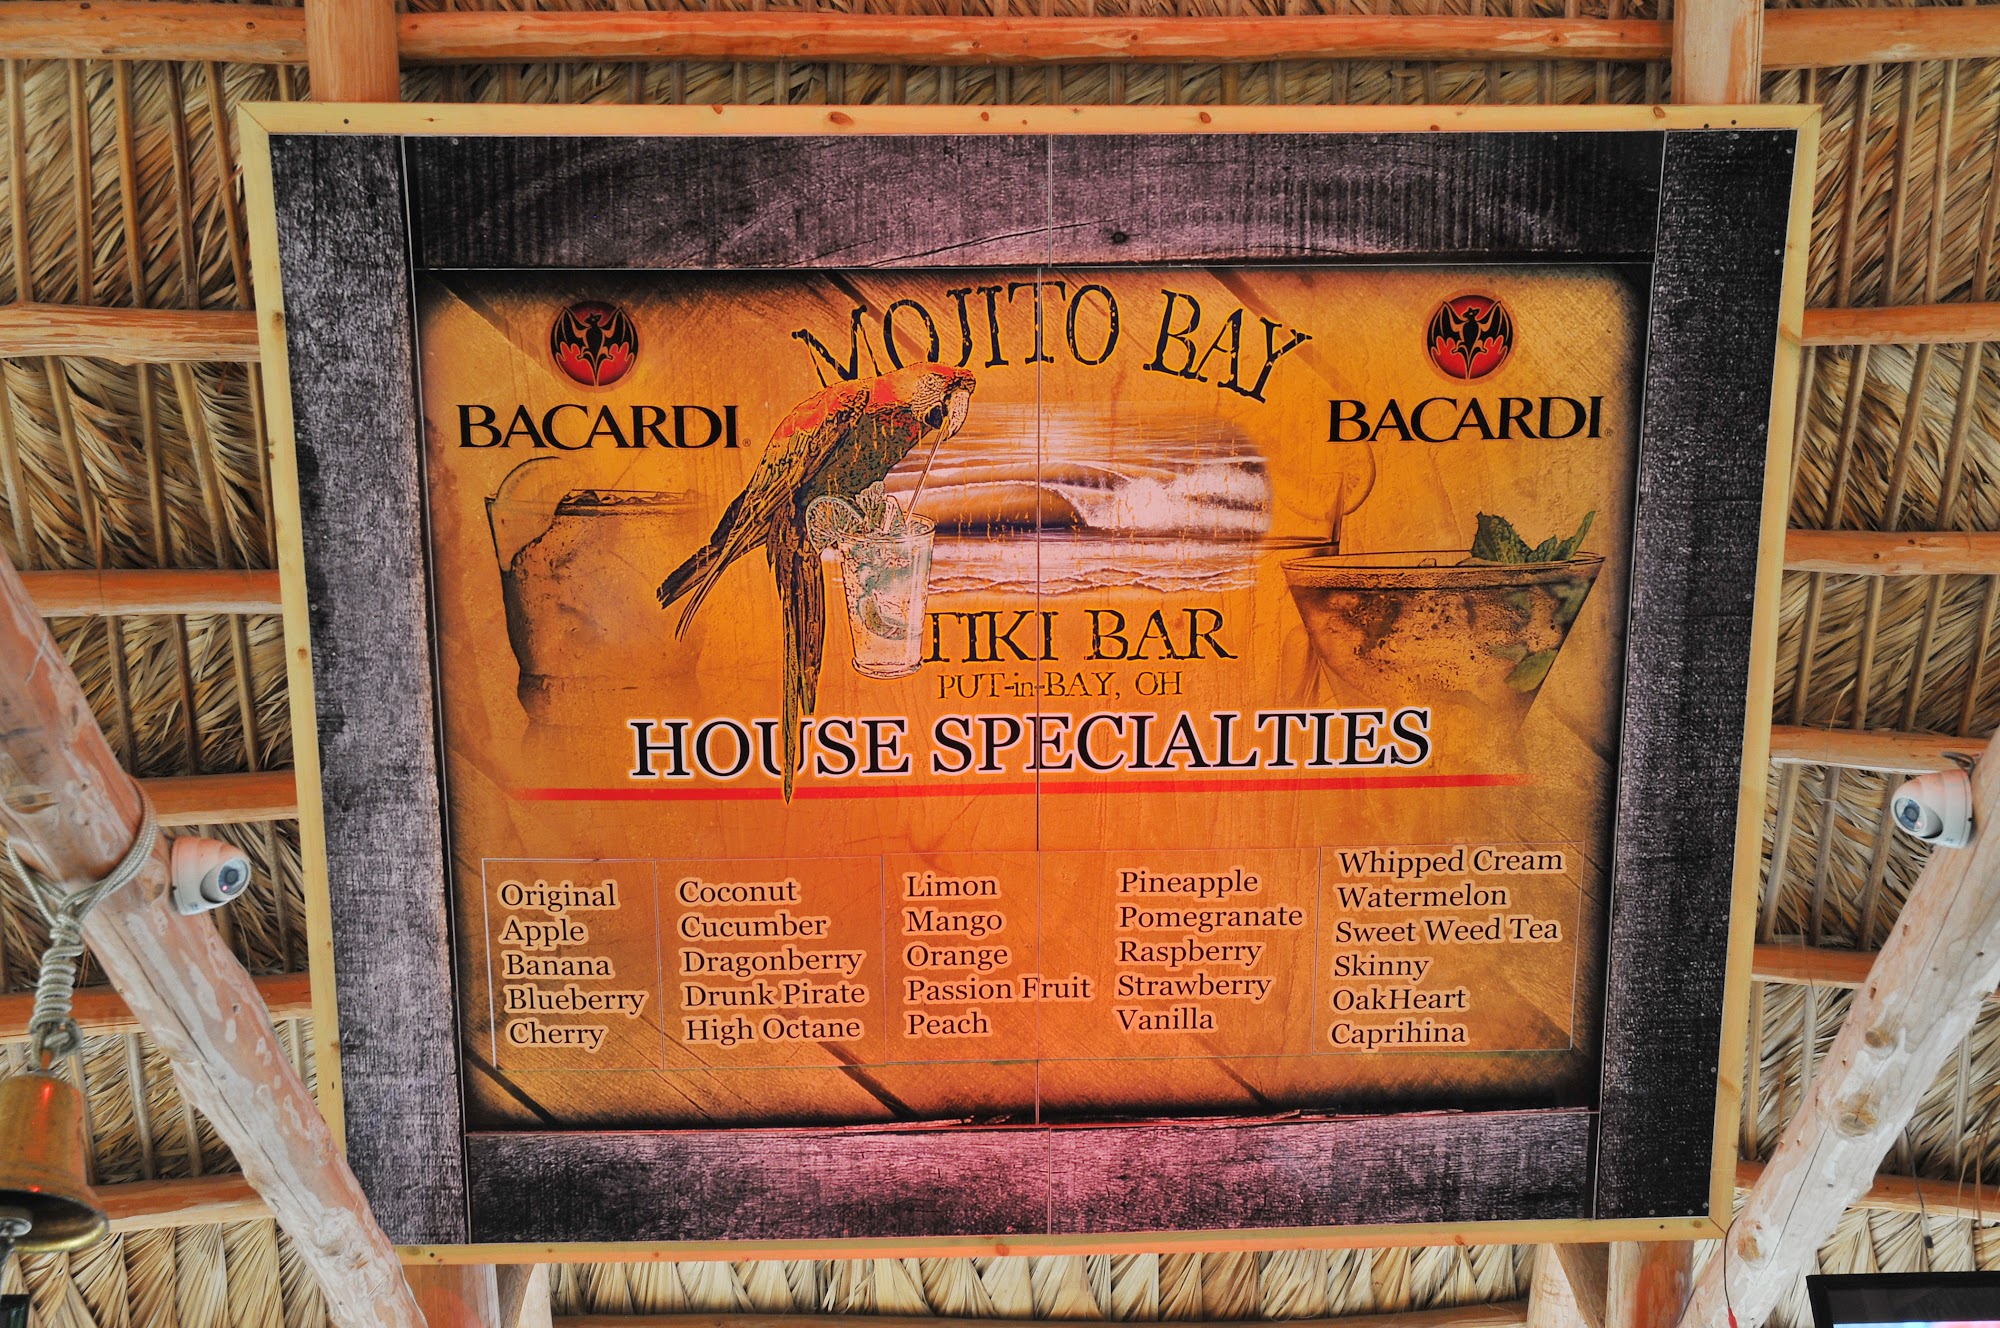 MOJITO BAY
BACARDI®
BACARDI®
TIKI BAR
PUT-in-BAY, OH
HOUSE SPECIALTIES
Original
Apple
Banana
Blueberry
Cherry
Coconut
Cucumber
Dragonberry
Drunk Pirate
High Octane
Limon
Mango
Orange
Passion Fruit
Peach
Pineapple
Pomegranate
Raspberry
Strawberry
Vanilla
Whipped Cream
Watermelon
Sweet Weed Tea
Skinny
OakHeart
Caprihina